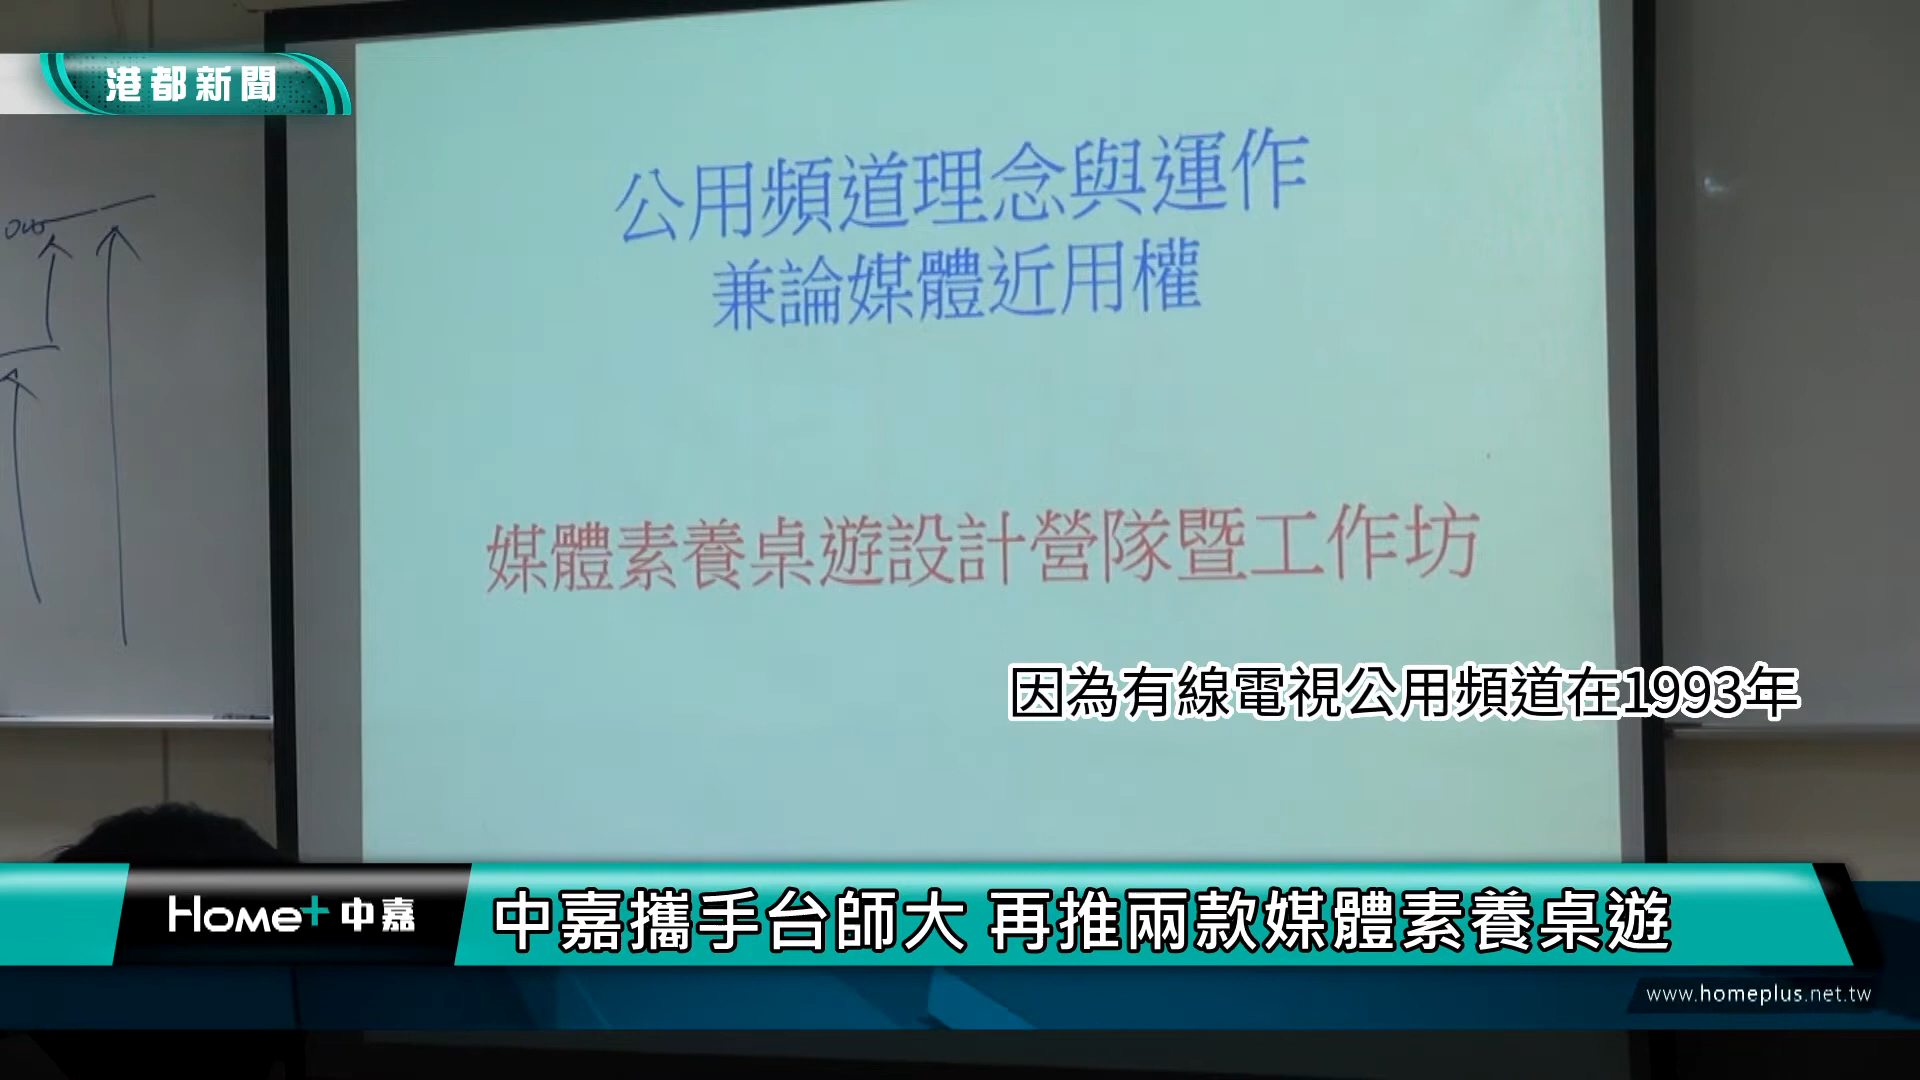 港都新聞
公用頻道理念與運作
兼論媒體近用權
媒體素養桌遊設計營隊暨工作坊
因為有線電視公用頻道在1993年
Home+中嘉
中嘉攜手台師大 再推兩款媒體素養桌遊
www.homeplus.net.tw